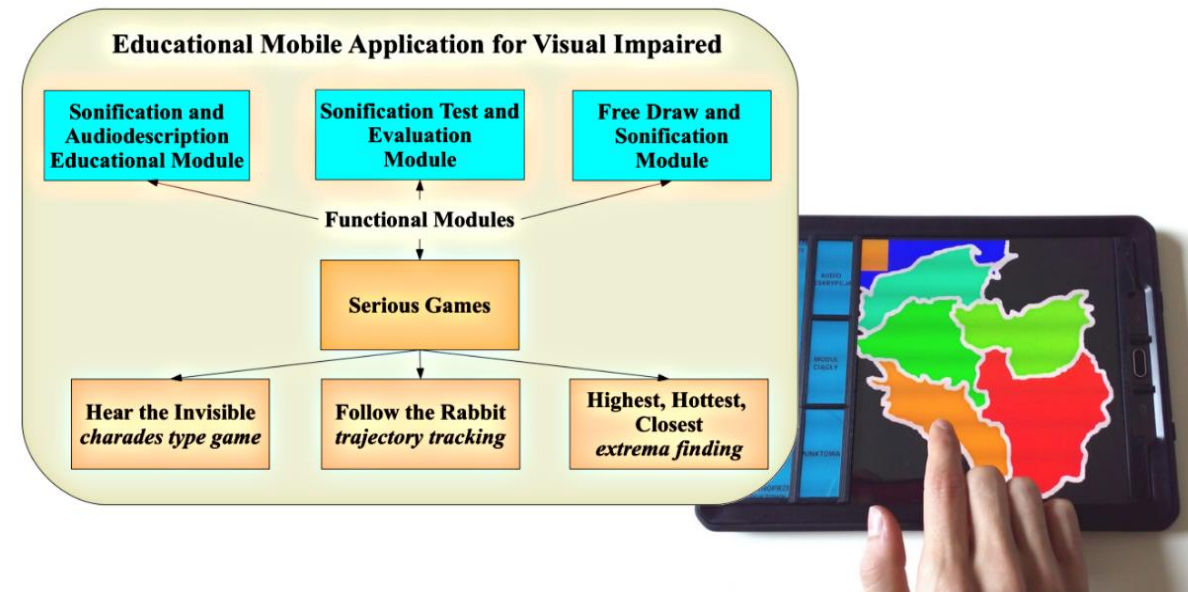 Educational Mobile Application for Visual Impaired
Sonification and
Audiodescription
Educational Module
Sonification Test and
Evaluation
Module
Free Draw and
Sonification
Module
Functional Modules
Serious Games
Hear the Invisible
charades type game
Follow the Rabbit
trajectory tracking
Highest, Hottest,
Closest
extrema finding
AUDIO
MODUŁ
CIĄGŁY